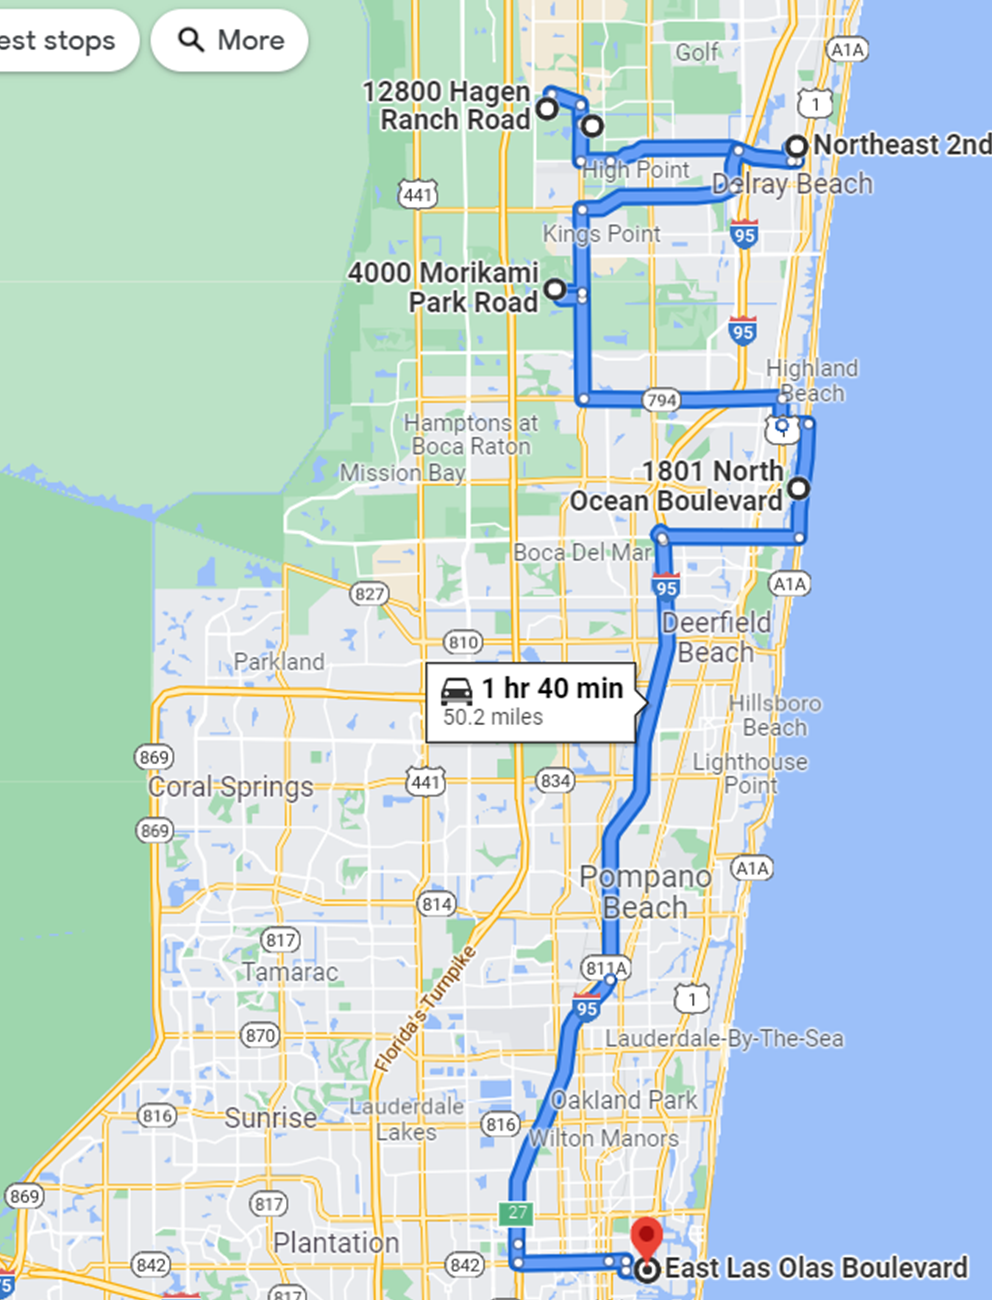 est stops
More
Golf
A1A
12800 Hagen
Ranch Road
1
Northeast 2nd
High Point
Delray Beach
441
Kings Point
95
4000 Morikami
Park Road
95
Highland
Beach
794
1
Hamptons at
Boca Raton
Mission Bay
1801 North
Ocean Boulevard
Boca Del Mar
95
A1A
827
Deerfield
Beach
810
Parkland
1 hr 40 min
50.2 miles
Hillsboro
Beach
869
Lighthouse
Point
Coral Springs
441
834
869
A1A
Pompano
Beach
814
817
Tamarac
811A
Florida's Turnpike
95
1
870
Lauderdale-By-The-Sea
816
Sunrise
Lauderdale
Lakes
816
Oakland Park
Wilton Manors
869
817
27
Plantation
842
842
East Las Olas Boulevard
75
817